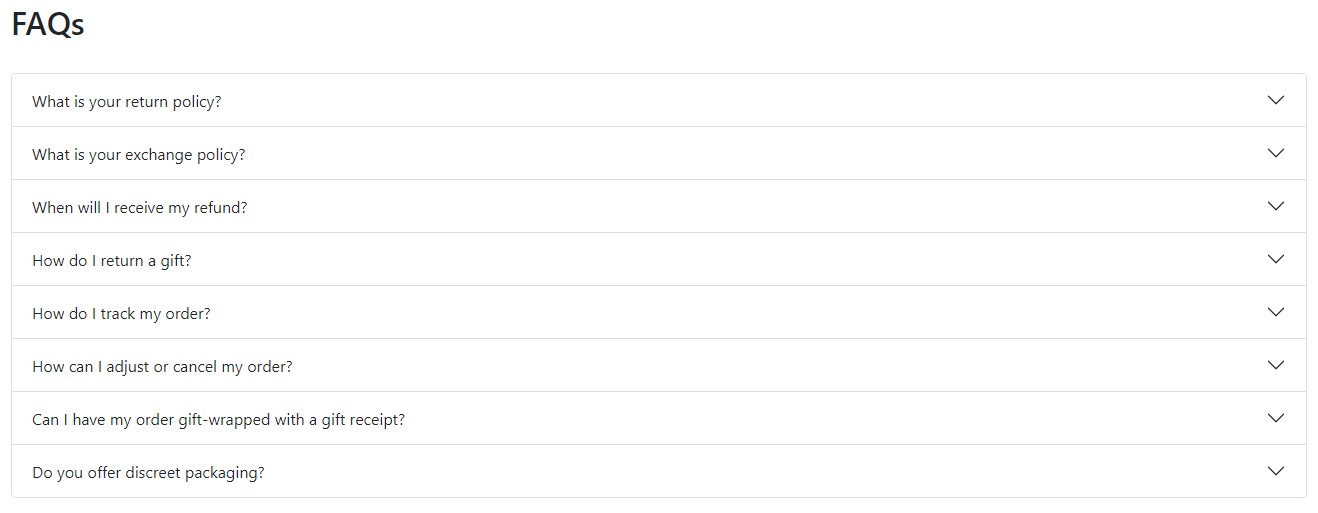 FAQs
What is your return policy?
What is your exchange policy?
When will I receive my refund?
How do I return a gift?
How do I track my order?
How can I adjust or cancel my order?
Can I have my order gift-wrapped with a gift receipt?
Do you offer discreet packaging?